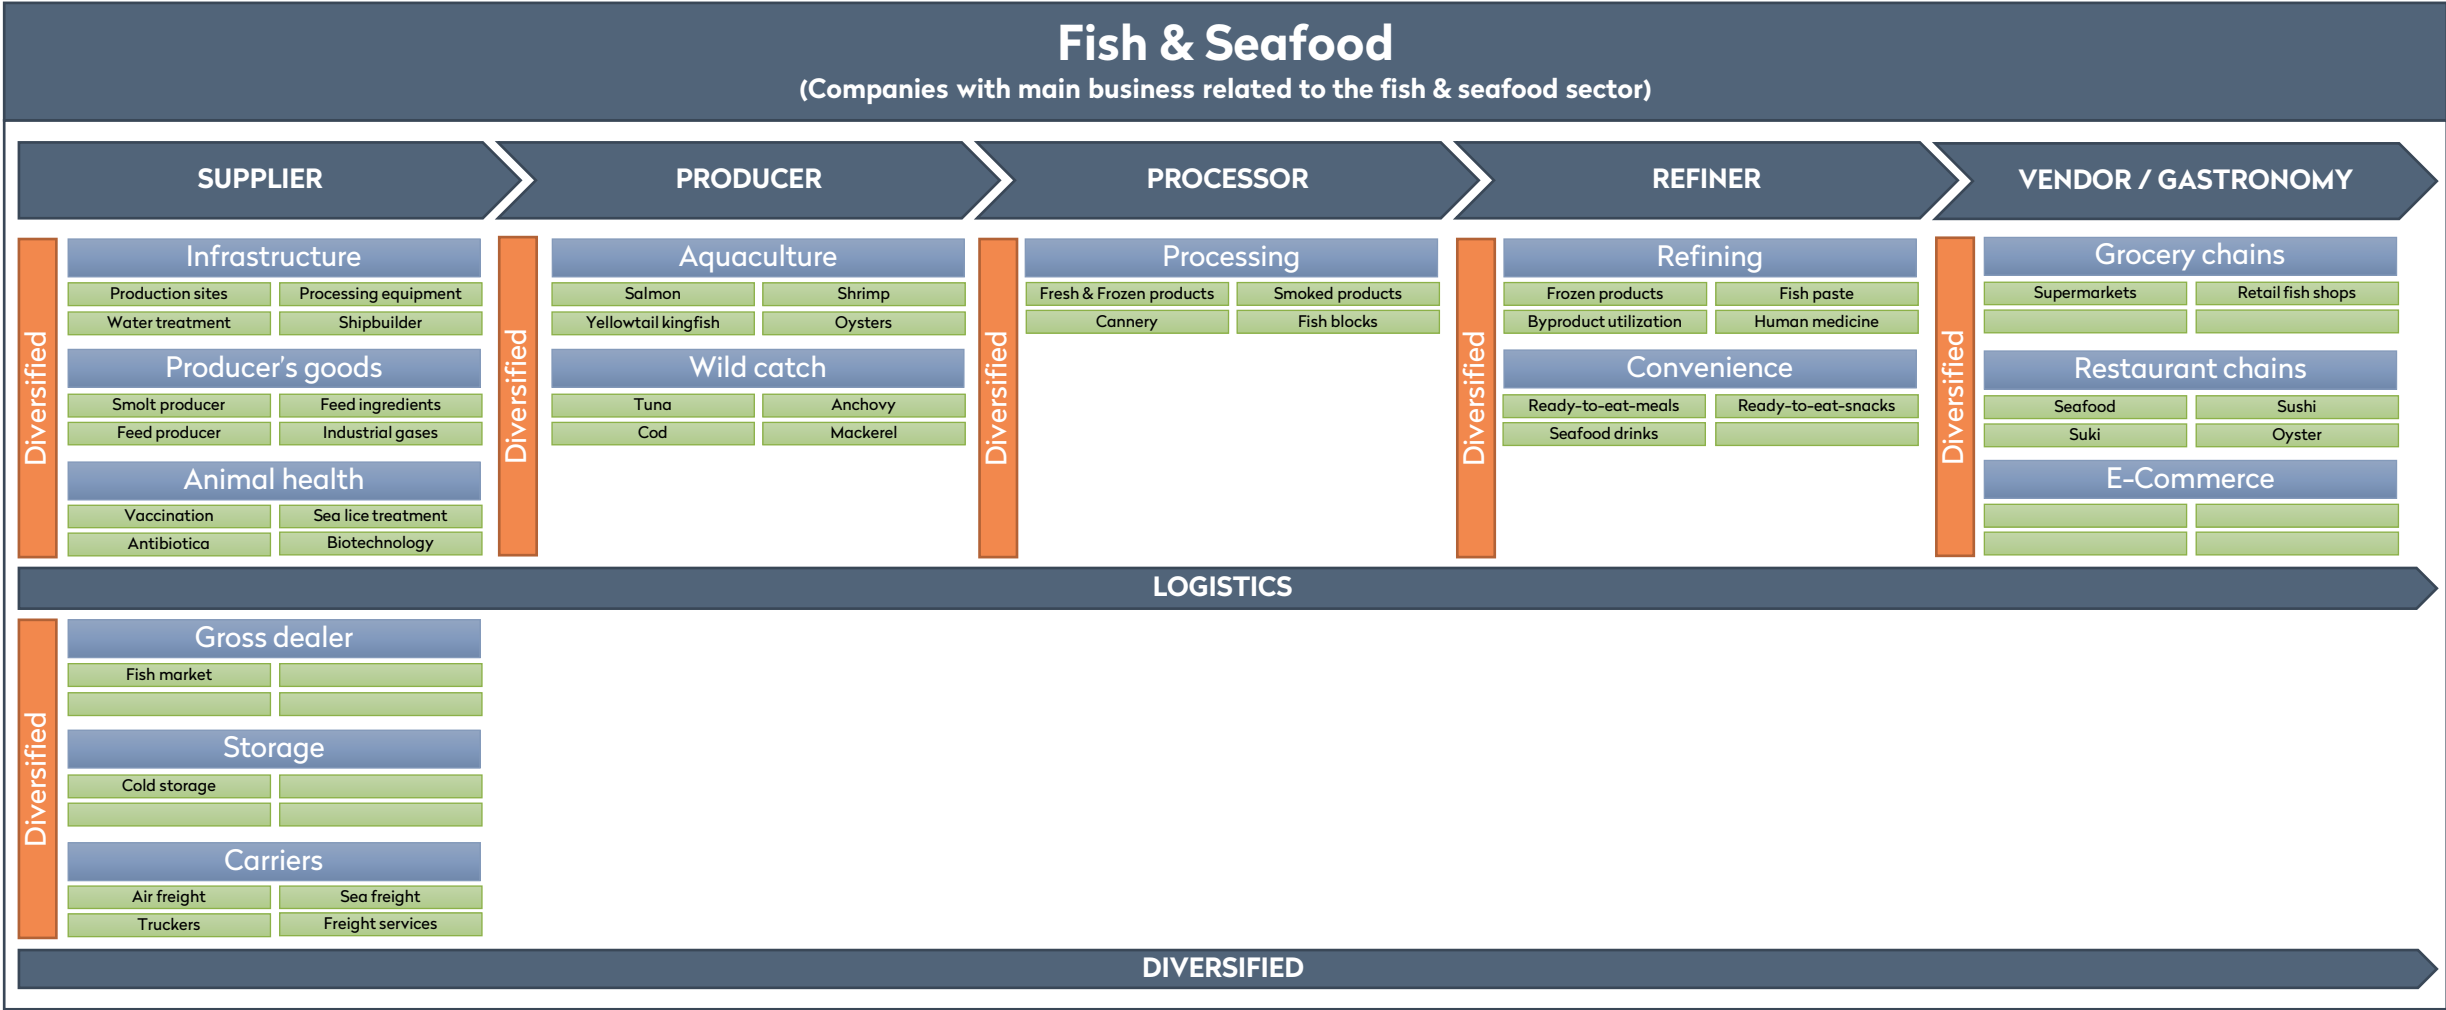 Fish & Seafood
(Companies with main business related to the fish & seafood sector)
SUPPLIER
PRODUCER
PROCESSOR
REFINER
VENDOR / GASTRONOMY
Diversified
Infrastructure
Production sites
Processing equipment
Water treatment
Shipbuilder
Producer's goods
Smolt producer
Feed ingredients
Feed producer
Industrial gases
Animal health
Vaccination
Sea lice treatment
Antibiotica
Biotechnology
Diversified
Aquaculture
Salmon
Shrimp
Yellowtail kingfish
Oysters
Wild catch
Tuna
Anchovy
Cod
Mackerel
Diversified
Processing
Fresh & Frozen products
Smoked products
Cannery
Fish blocks
Diversified
Refining
Frozen products
Fish paste
Byproduct utilization
Human medicine
Convenience
Ready-to-eat-meals
Ready-to-eat-snacks
Seafood drinks
Diversified
Grocery chains
Supermarkets
Retail fish shops
Restaurant chains
Seafood
Sushi
Suki
Oyster
E-Commerce
LOGISTICS
Diversified
Gross dealer
Fish market
Storage
Cold storage
Carriers
Air freight
Sea freight
Truckers
Freight services
DIVERSIFIED